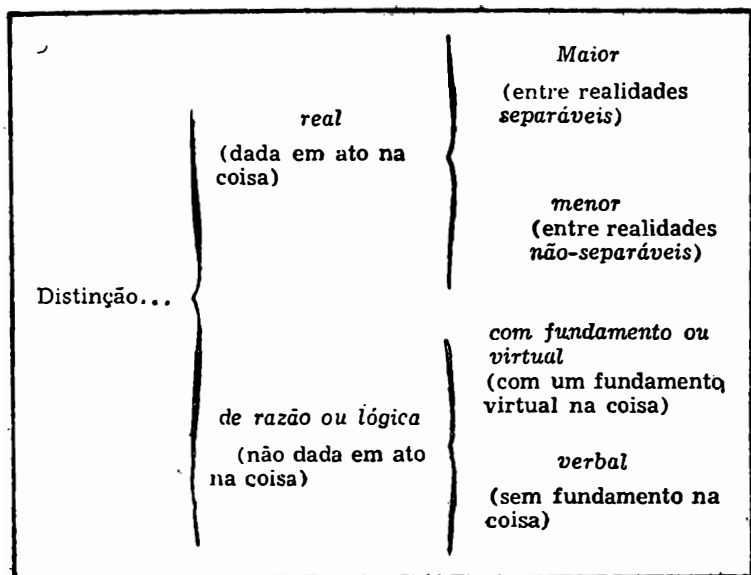 Maior
(entre realidades
separáveis)
real
(dada em ato na
coisa)
menor
(entre realidades
não-separáveis)
Distinção...
com fundamento ou
virtual
(com um fundamento
virtual na coisa)
de razão ou lógica
(não dada em ato
na coisa)
verbal
(sem fundamento na
coisa)